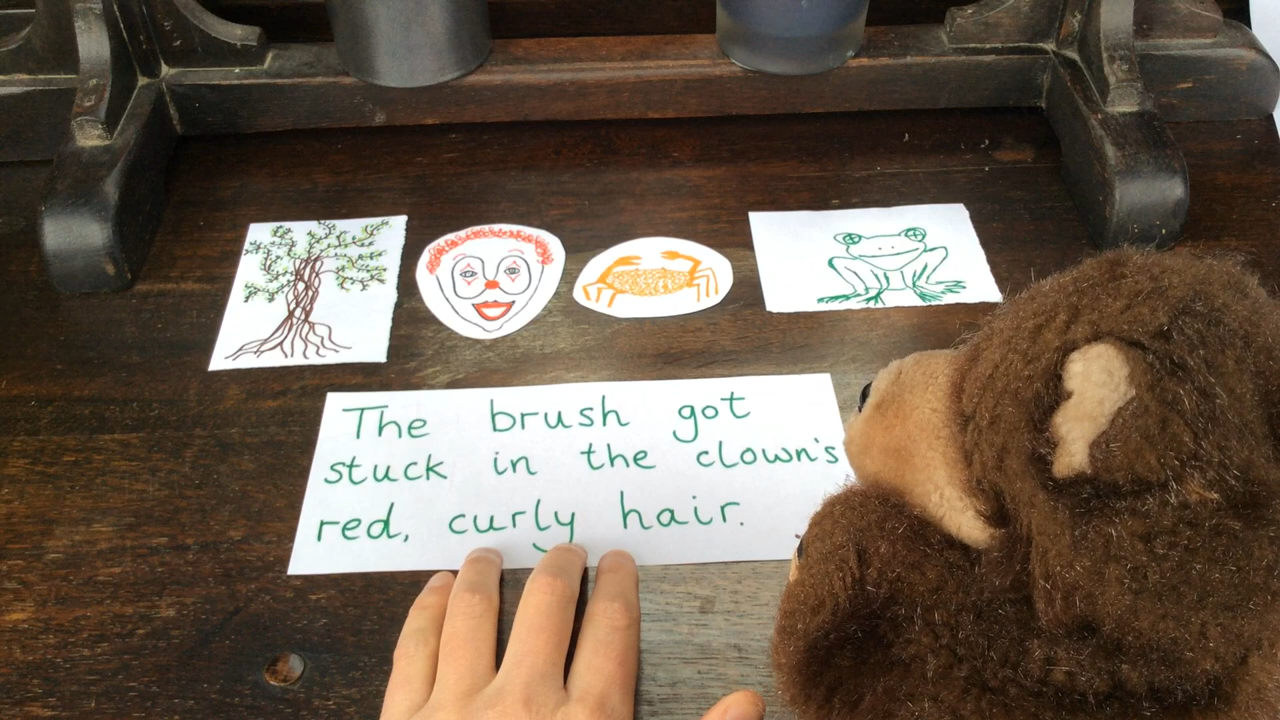 The brush got
stuck in the clown's
red, curly hair.